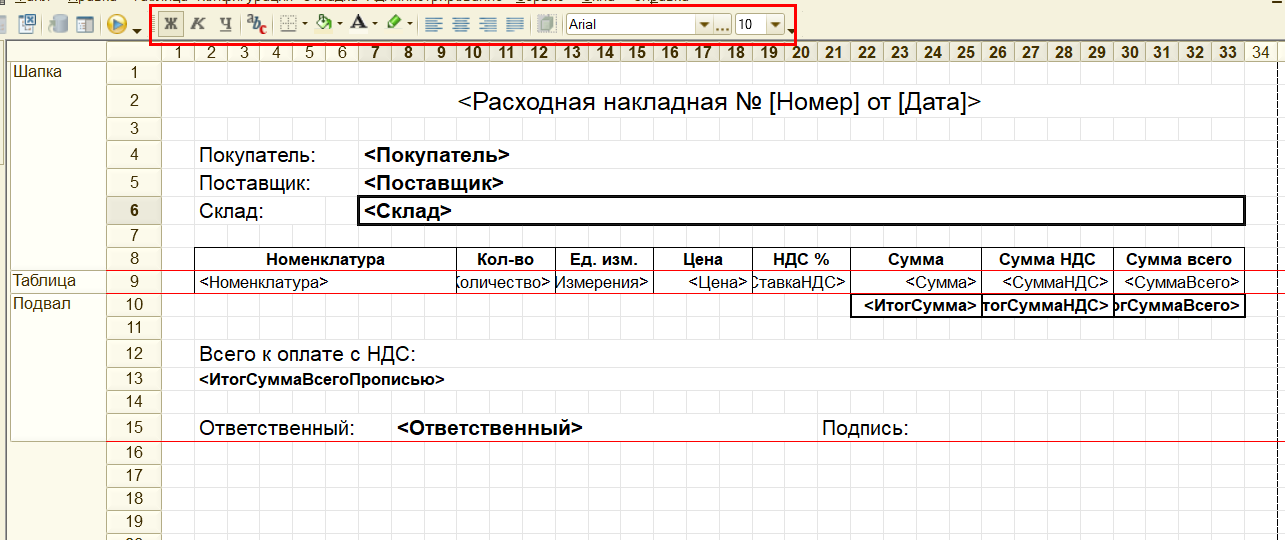 Ж К Ч abc А Arial ... 10
1 2 3 4 5 6 7 8 9 10 11 12 13 14 15 16 17 18 19 20 21 22 23 24 25 26 27 28 29 30 31 32 33 34
Шапка 1
2 <Расходная накладная № [Номер] от [Дата]>
3
4 Покупатель: <Покупатель>
5 Поставщик: <Поставщик>
6 Склад: <Склад>
7
8 Номенклатура Кол-во Ед. изм. Цена НДС % Сумма Сумма НДС Сумма всего
Таблица 9 <Номенклатура> Количество> Измерения> <Цена> СтавкаНДС> <Сумма> <СуммаНДС> <СуммаВсего>
Подвал 10 <ИтогСумма> тогСуммаНДС> огСуммаВсего>
11
12 Всего к оплате с НДС:
13 <ИтогСуммаВсегоПрописью>
14
15 Ответственный: <Ответственный> Подпись:
16
17
18
19